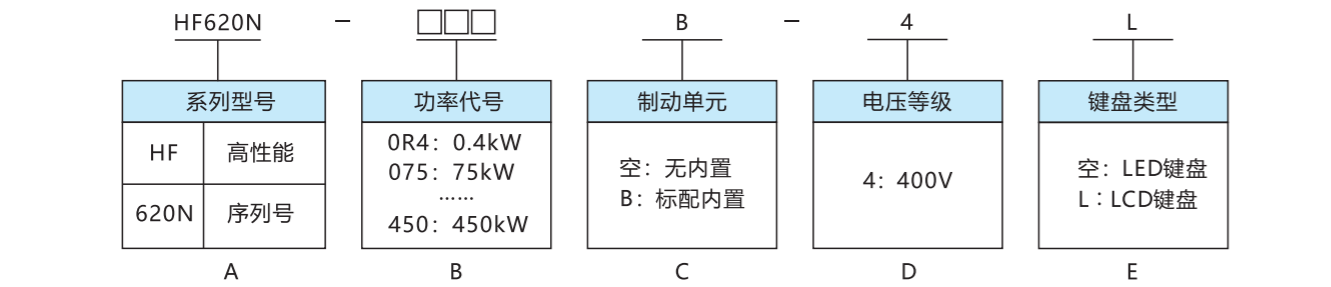 HF620N － □□□ B － 4 L
系列型号 功率代号 制动单元 电压等级 键盘类型
HF 高性能
620N 序列号
0R4：0.4kW
075：75kW
……
450：450kW
空：无内置
B：标配内置
4：400V
空：LED键盘
L：LCD键盘
A B C D E